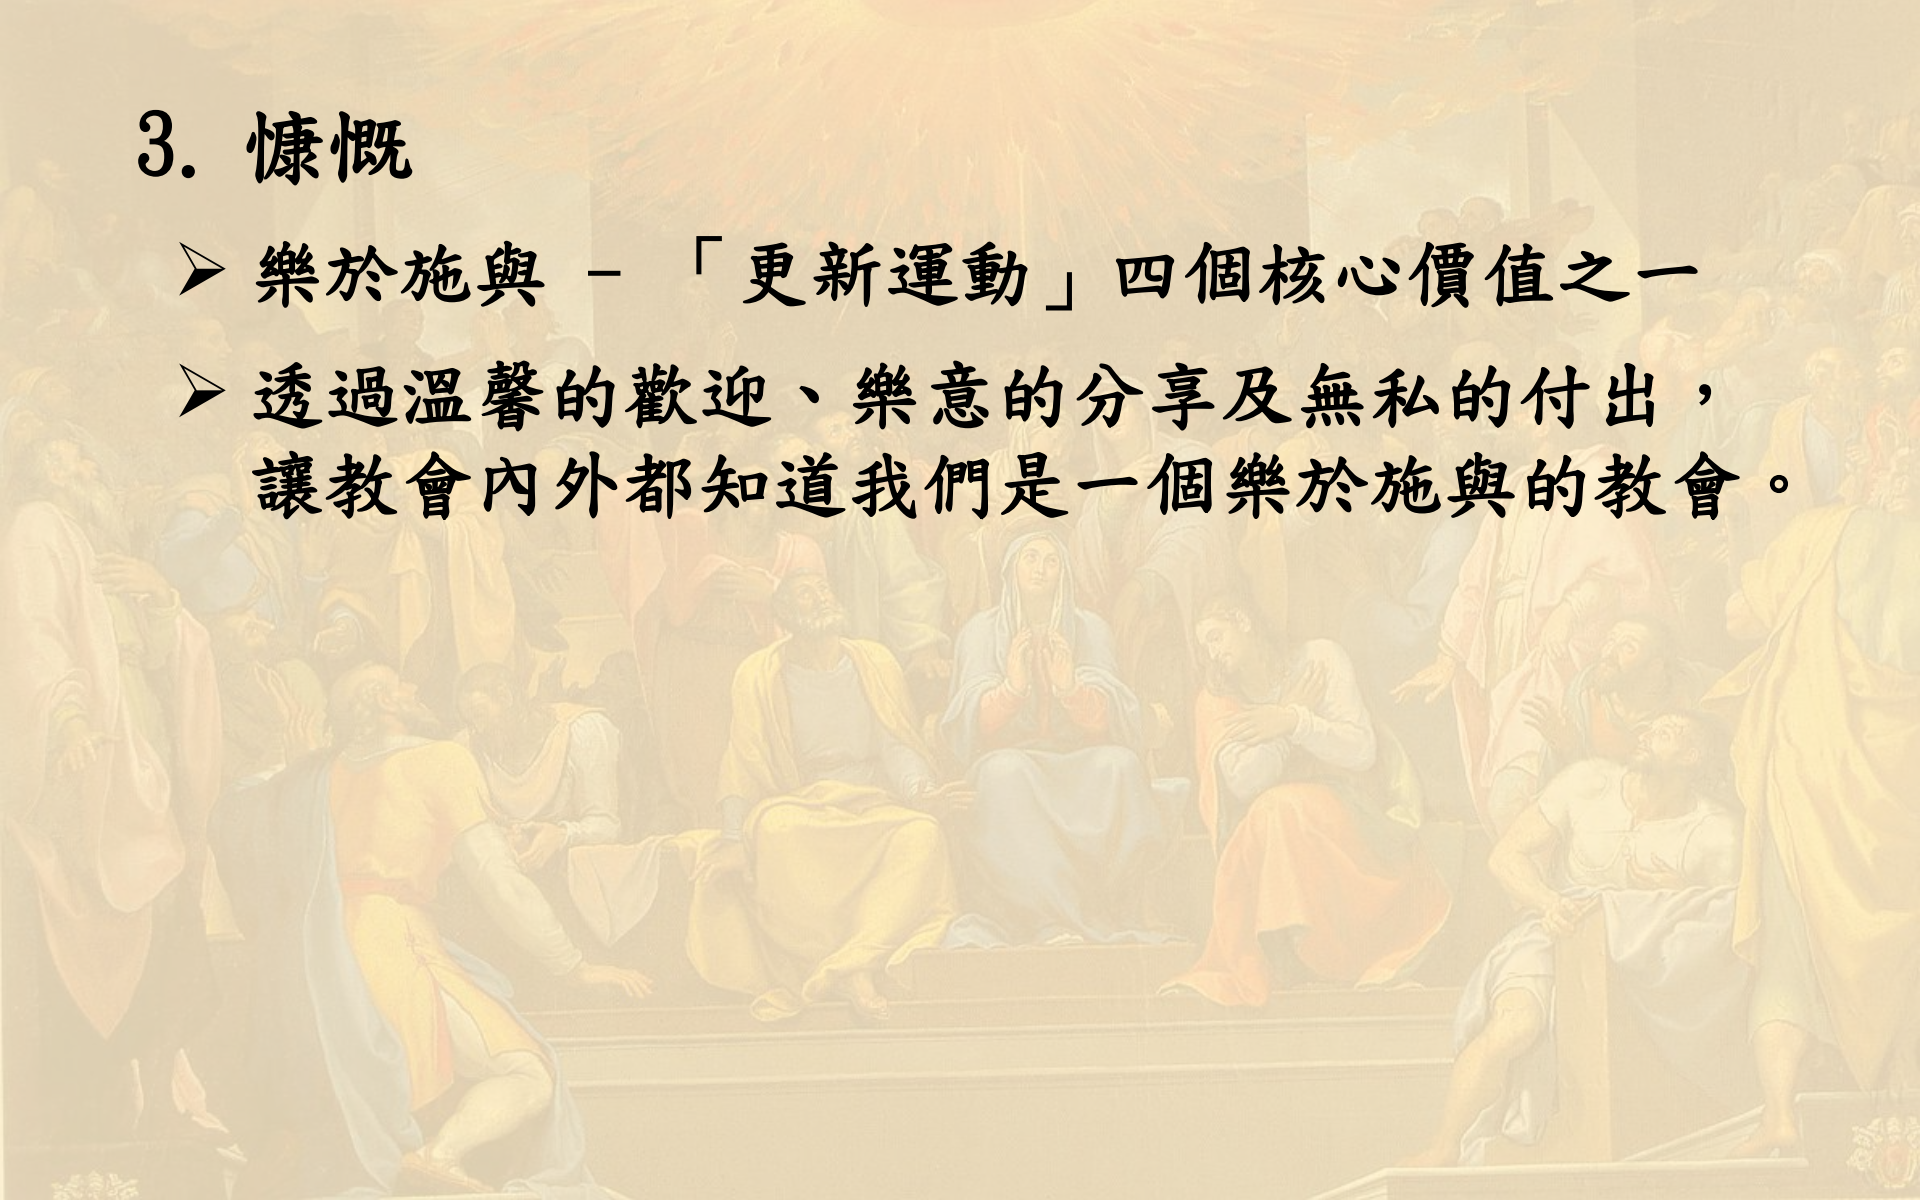 3. 慷慨
➢ 樂於施與 – 「更新運動」四個核心價值之一
➢ 透過溫馨的歡迎、樂意的分享及無私的付出，
讓教會內外都知道我們是一個樂於施與的教會。